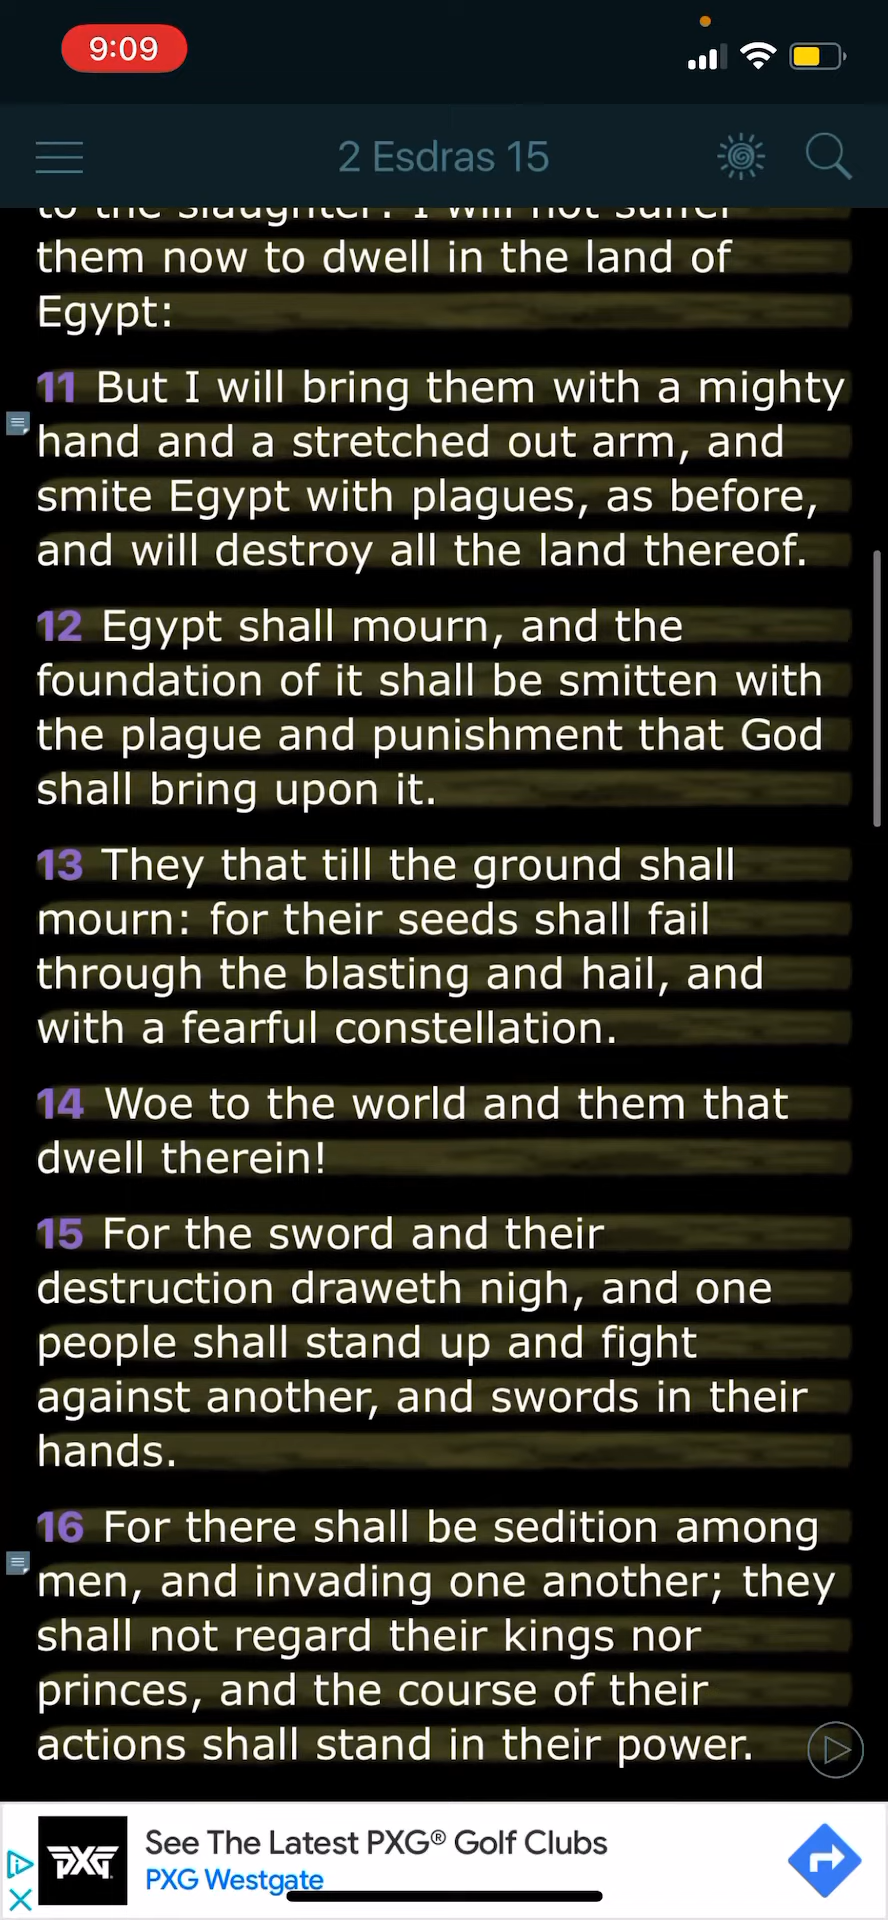 9:09
2 Esdras 15
to the slaughter: I will not suffer
them now to dwell in the land of
Egypt:
11 But I will bring them with a mighty
hand and a stretched out arm, and
smite Egypt with plagues, as before,
and will destroy all the land thereof.
12 Egypt shall mourn, and the
foundation of it shall be smitten with
the plague and punishment that God
shall bring upon it.
13 They that till the ground shall
mourn: for their seeds shall fail
through the blasting and hail, and
with a fearful constellation.
14 Woe to the world and them that
dwell therein!
15 For the sword and their
destruction draweth nigh, and one
people shall stand up and fight
against another, and swords in their
hands.
16 For there shall be sedition among
men, and invading one another; they
shall not regard their kings nor
princes, and the course of their
actions shall stand in their power.
PXG
See The Latest PXG® Golf Clubs
PXG Westgate